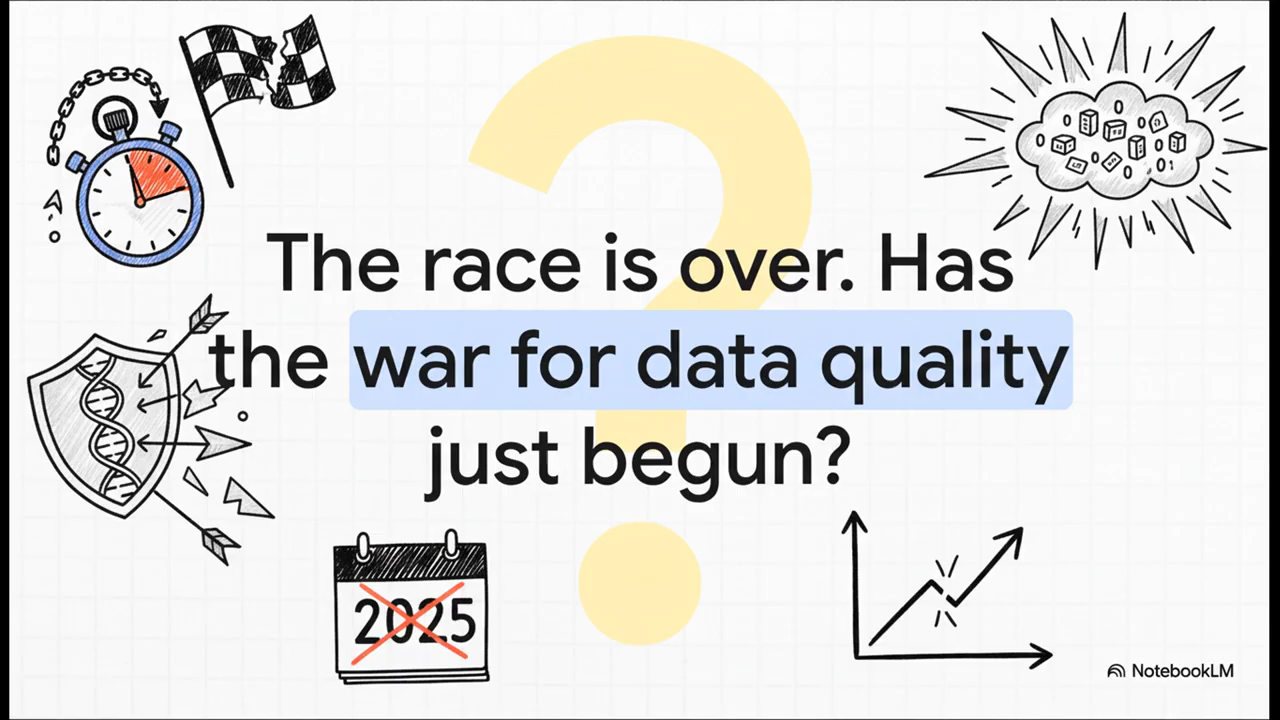 The race is over. Has
the war for data quality
just begun?
2025
NotebookLM